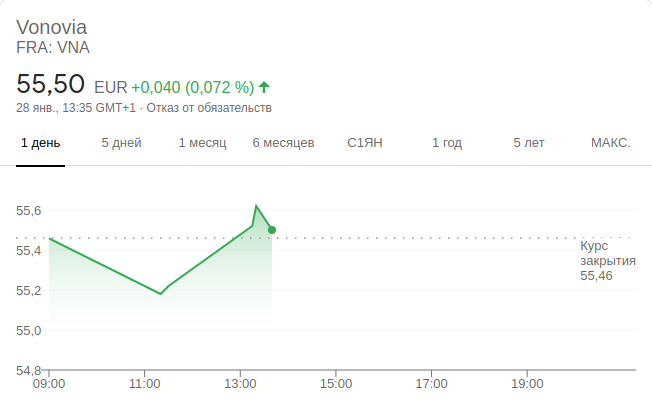 Vonovia
FRA: VNA
55,50 EUR +0,040 (0,072 %)
28 янв., 13:35 GMT+1 · Отказ от обязательств
1 день 5 дней 1 месяц 6 месяцев С1ЯН 1 год 5 лет МАКС.
55,6
55,4
Курс
закрытия
55,46
55,2
55,0
54,8
09:00 11:00 13:00 15:00 17:00 19:00